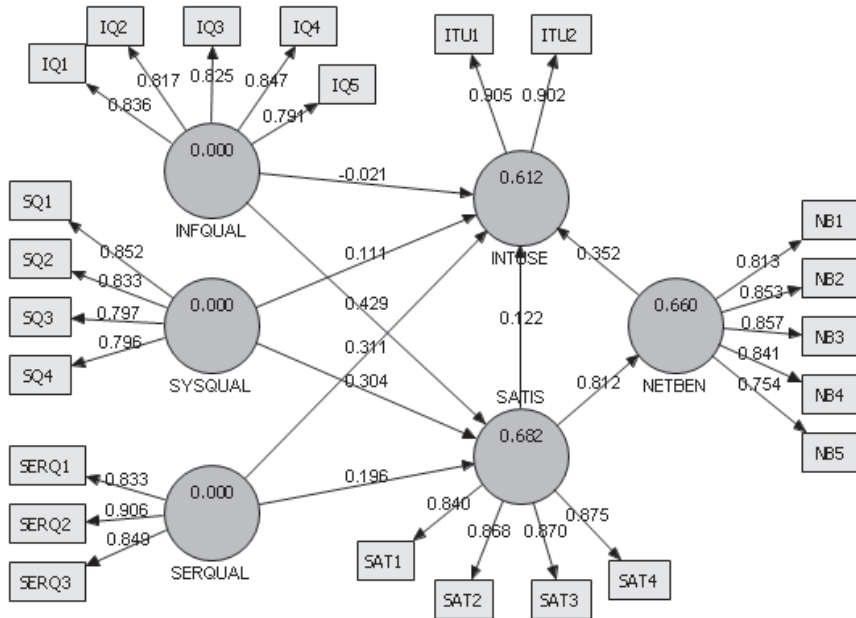 IQ1
IQ2
IQ3
IQ4
IQ5
0.836
0.817
0.825
0.847
0.791
0.000
INFQUAL
ITU1
ITU2
0.905
0.902
0.612
INTUSE
-0.021
0.111
0.429
0.311
0.304
0.196
0.122
0.352
0.812
SQ1
SQ2
SQ3
SQ4
0.852
0.833
0.797
0.796
0.000
SYSQUAL
SERQ1
SERQ2
SERQ3
0.833
0.906
0.849
0.000
SERQUAL
SATIS
0.682
0.840
0.868
0.870
0.875
SAT1
SAT2
SAT3
SAT4
0.660
NETBEN
0.813
0.853
0.857
0.841
0.754
NB1
NB2
NB3
NB4
NB5